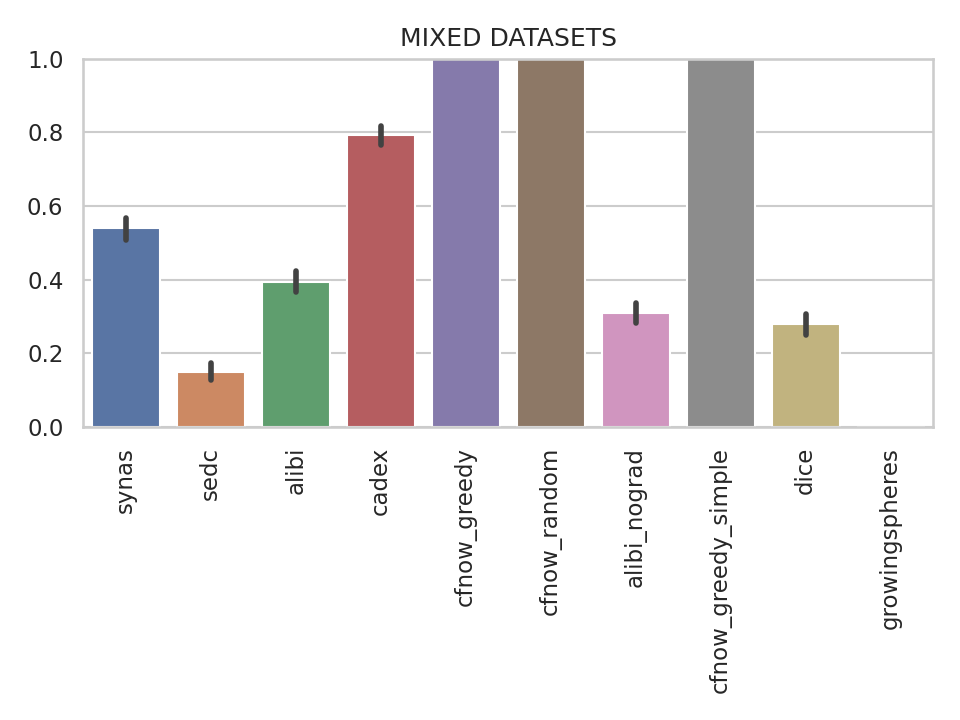 MIXED DATASETS
1.0
0.8
0.6
0.4
0.2
0.0
synas
sedc
alibi
cadex
cfnow_greedy
cfnow_random
alibi_nograd
cfnow_greedy_simple
dice
growingspheres